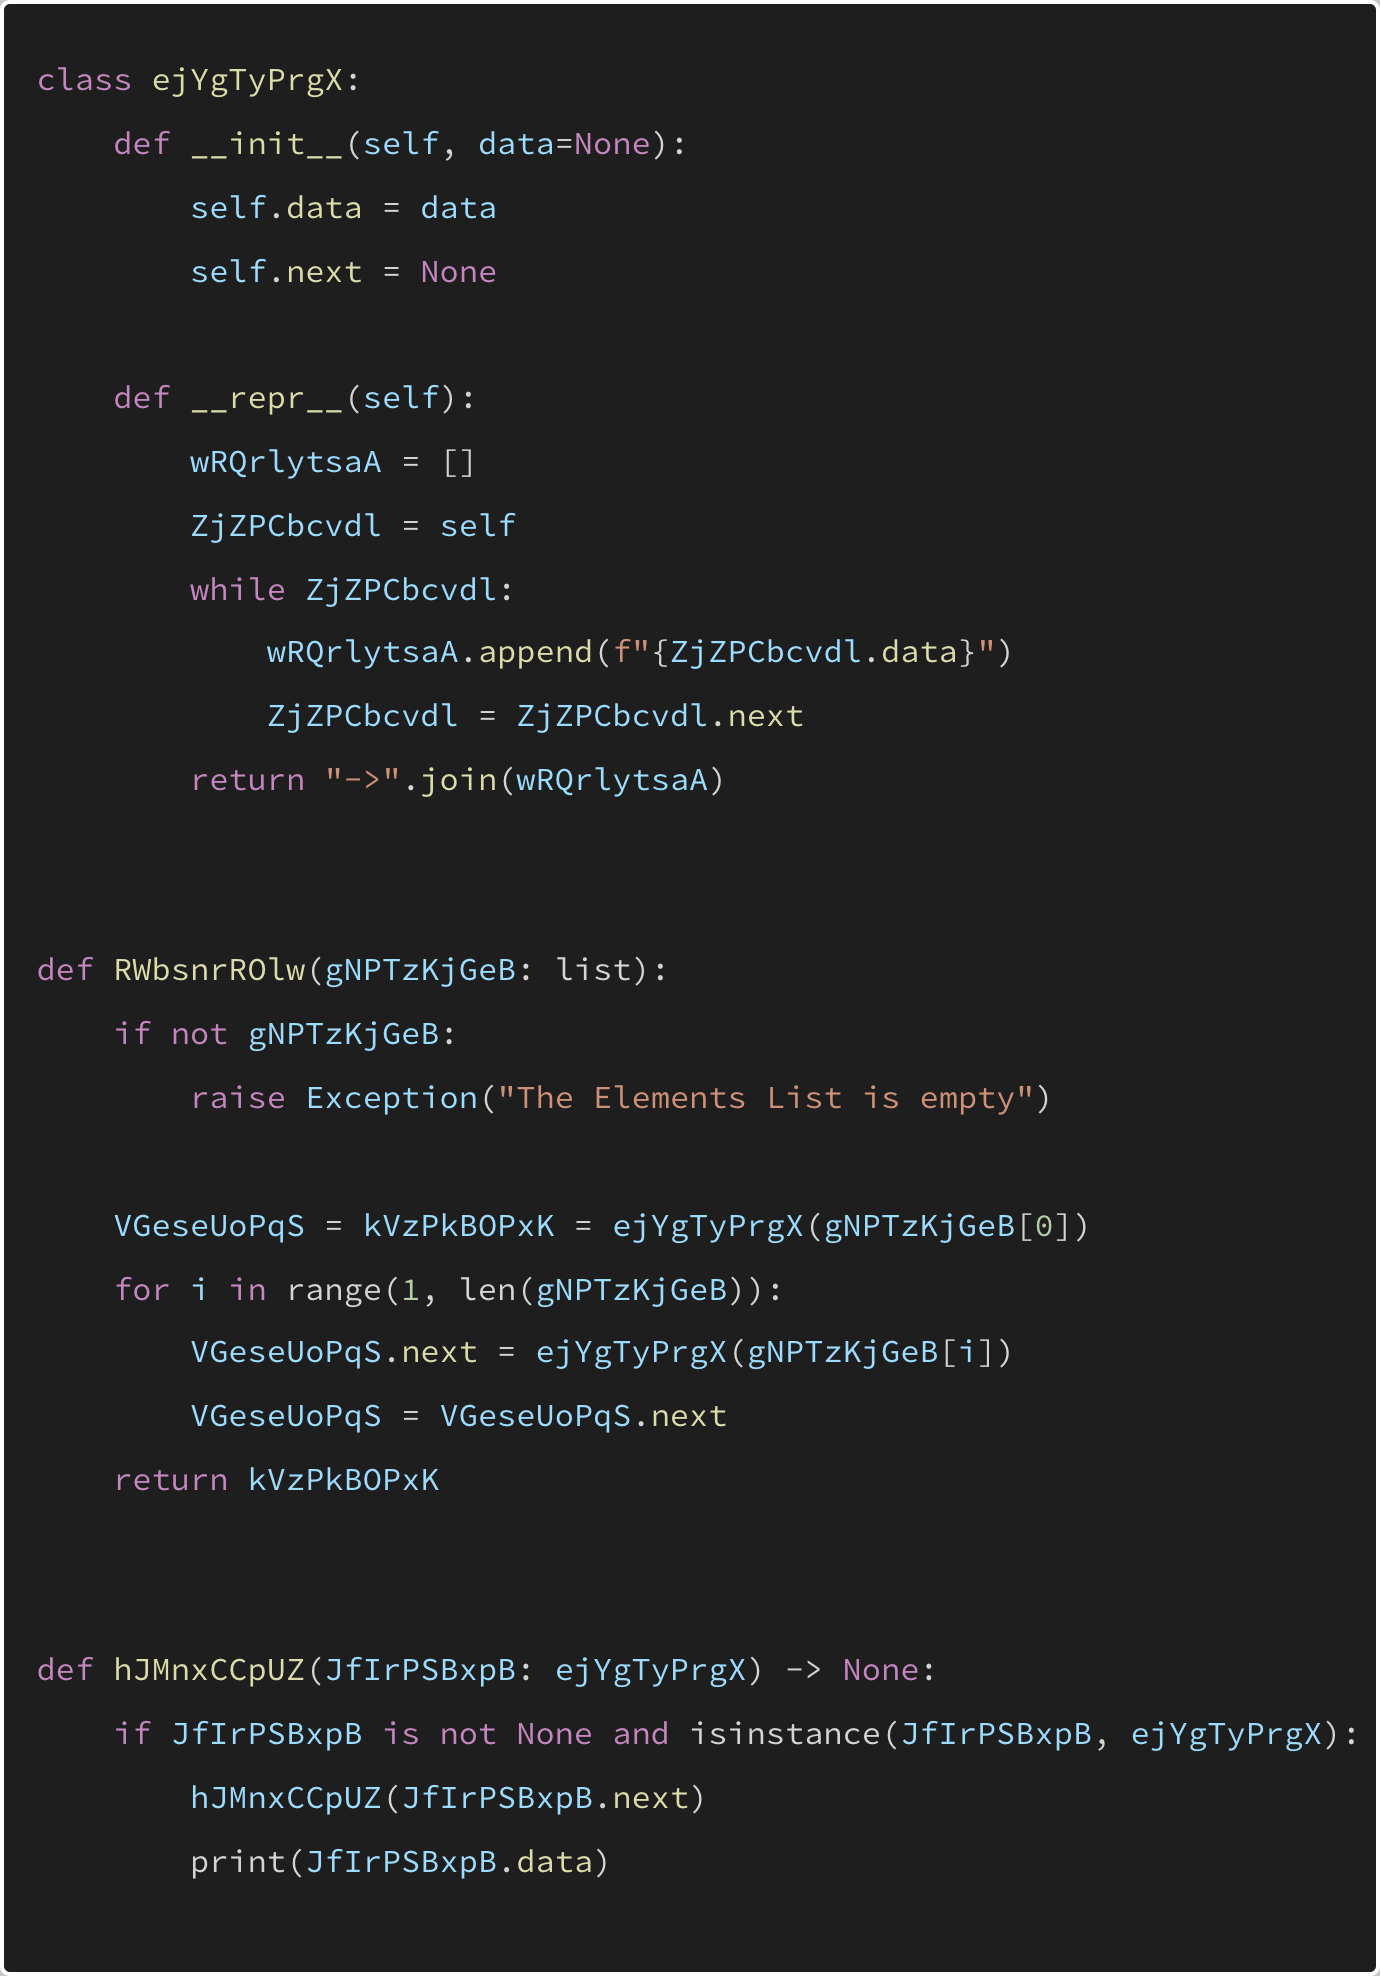 class ejYgTyPrgX:
    def __init__(self, data=None):
        self.data = data
        self.next = None

    def __repr__(self):
        wRQrlytsaA = []
        ZjZPCbcvdl = self
        while ZjZPCbcvdl:
            wRQrlytsaA.append(f"{ZjZPCbcvdl.data}")
            ZjZPCbcvdl = ZjZPCbcvdl.next
        return "->".join(wRQrlytsaA)


def RWbsnrROlw(gNPTzKjGeB: list):
    if not gNPTzKjGeB:
        raise Exception("The Elements List is empty")

    VGeseUoPqS = kVzPkBOPxK = ejYgTyPrgX(gNPTzKjGeB[0])
    for i in range(1, len(gNPTzKjGeB)):
        VGeseUoPqS.next = ejYgTyPrgX(gNPTzKjGeB[i])
        VGeseUoPqS = VGeseUoPqS.next
    return kVzPkBOPxK


def hJMnxCCpUZ(JfIrPSBxpB: ejYgTyPrgX) -> None:
    if JfIrPSBxpB is not None and isinstance(JfIrPSBxpB, ejYgTyPrgX):
        hJMnxCCpUZ(JfIrPSBxpB.next)
        print(JfIrPSBxpB.data)